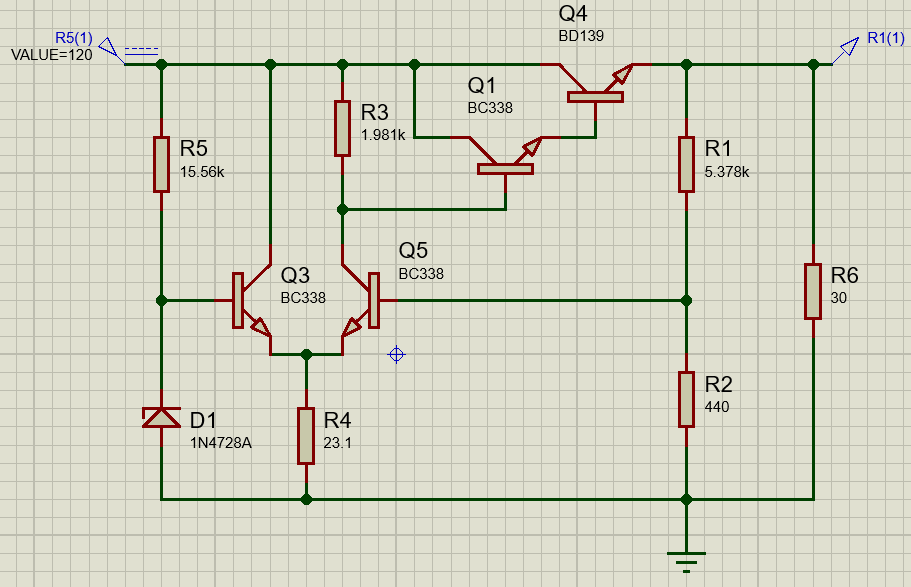 Q4
BD139
R5(1)
VALUE=120
R1(1)
Q1
BC338
R3
1.981k
R5
15.56k
R1
5.378k
Q5
BC338
Q3
BC338
R6
30
R2
440
D1
1N4728A
R4
23.1